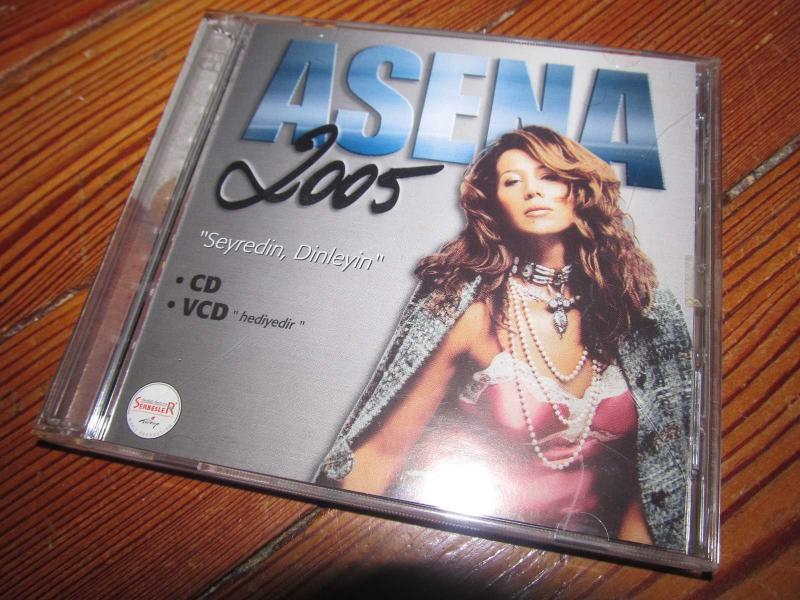 ASENA
2005
"Seyredin, Dinleyin"
• CD
• VCD "hediyedir"
SERBESLER